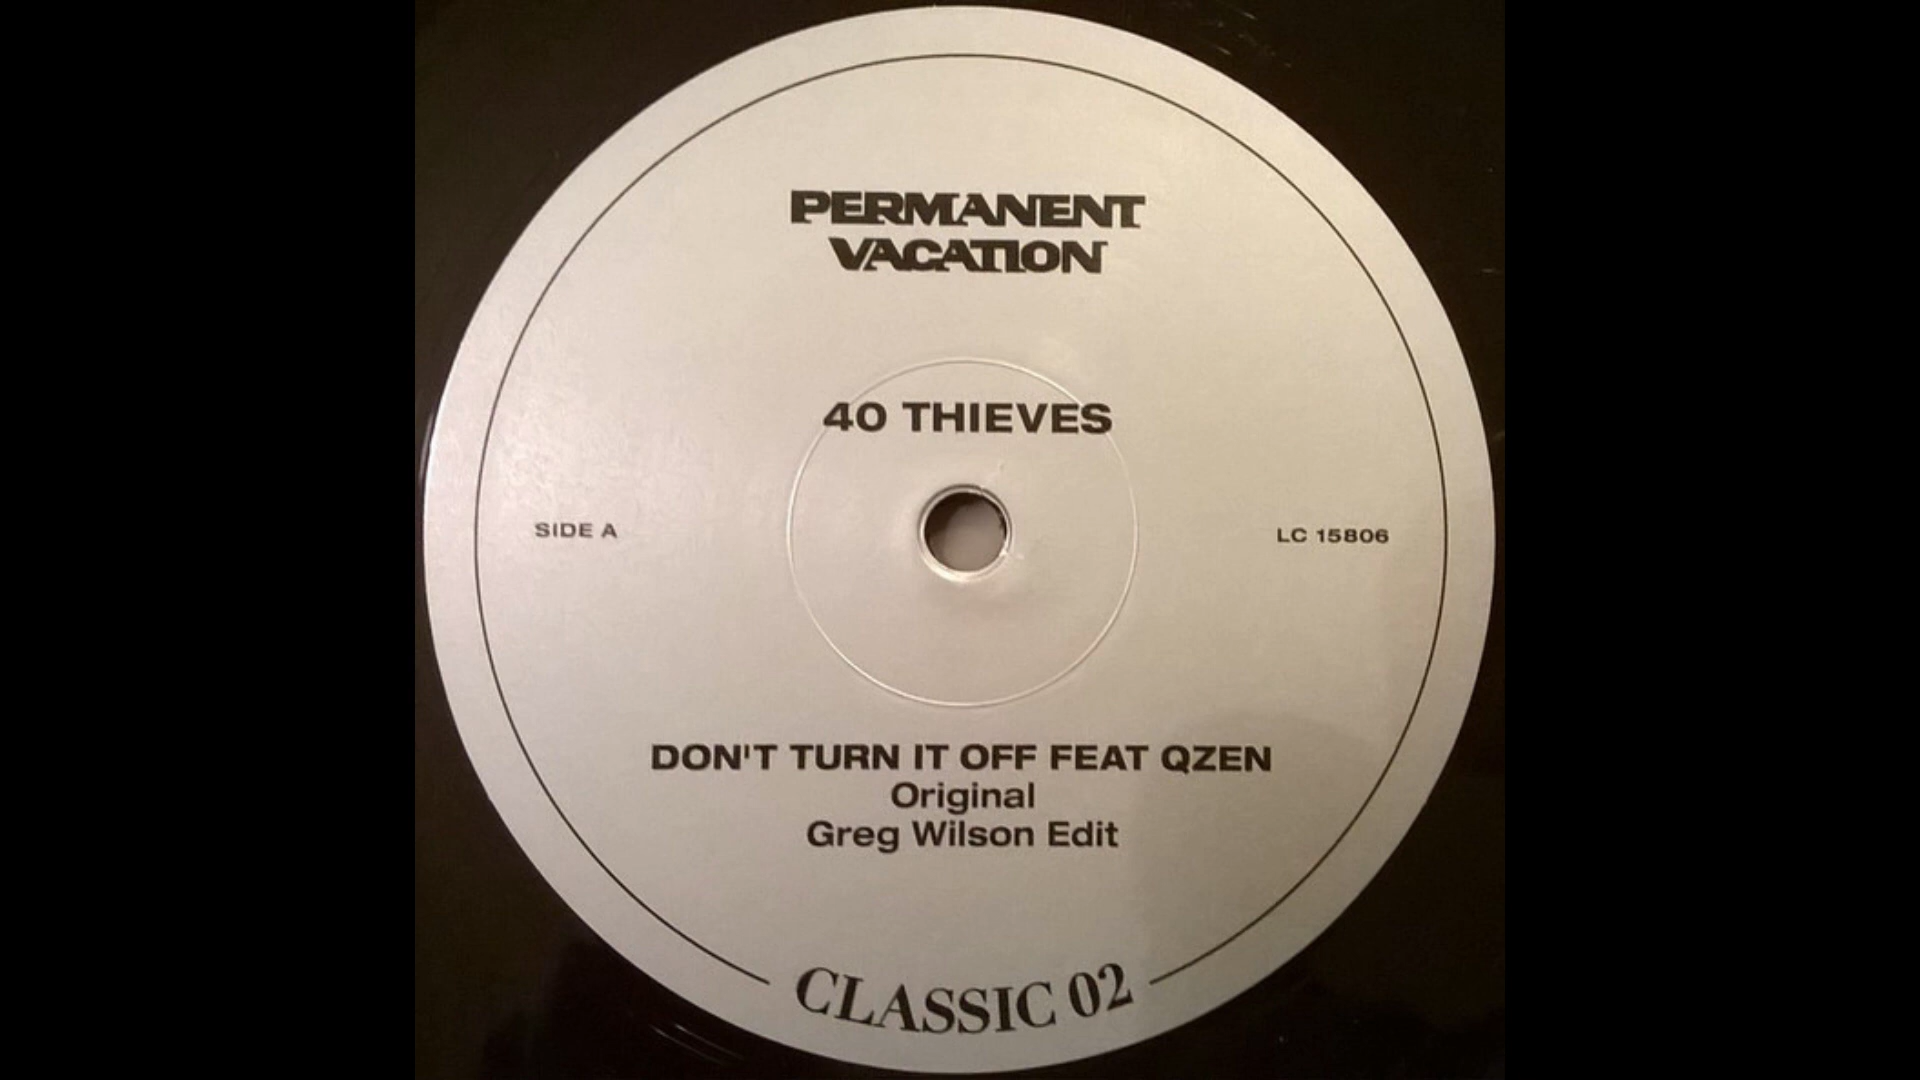 PERMANENT
VACATION
40 THIEVES
SIDE A
LC 15806
DON'T TURN IT OFF FEAT QZEN
Original
Greg Wilson Edit
CLASSIC 02